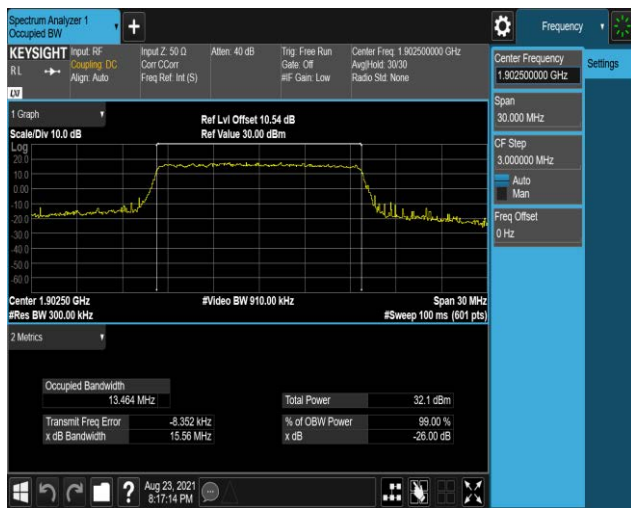 Spectrum Analyzer 1
Occupied BW
Frequency
KEYSIGHT
Input: RF
Coupling: DC
Align: Auto
Input Z: 50 Ω
Corr CCorr
Freq Ref: Int (S)
Atten: 40 dB
Trig: Free Run
Gate: Off
#IF Gain: Low
Center Freq: 1.902500000 GHz
Avg|Hold: 30/30
Radio Std: None
RL
LXI
Center Frequency
1.902500000 GHz
Settings
Span
30.000 MHz
CF Step
3.000000 MHz
Auto
Man
Freq Offset
0 Hz
1 Graph
Scale/Div 10.0 dB
Ref Lvl Offset 10.54 dB
Ref Value 30.00 dBm
Log
20.0
10.0
0.00
-10.0
-20.0
-30.0
-40.0
-50.0
-60.0
Center 1.90250 GHz
#Res BW 300.00 kHz
#Video BW 910.00 kHz
Span 30 MHz
#Sweep 100 ms (601 pts)
2 Metrics
Occupied Bandwidth
13.464 MHz
Total Power 32.1 dBm
Transmit Freq Error -8.352 kHz
% of OBW Power 99.00 %
x dB Bandwidth 15.56 MHz
x dB -26.00 dB
?
Aug 23, 2021
8:17:14 PM